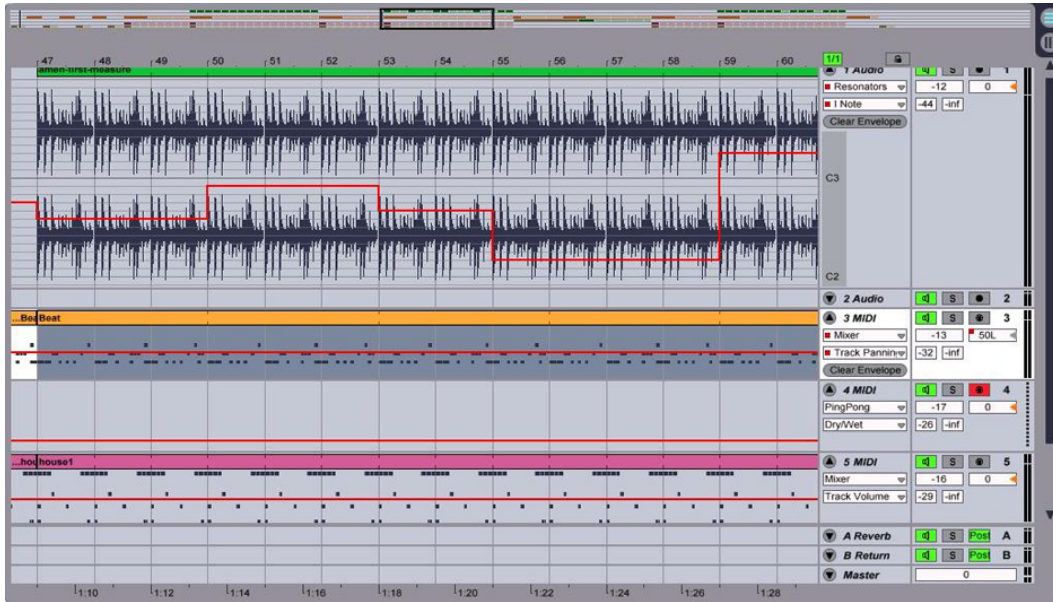 47 48 49 50 51 52 53 54 55 56 57 58 59 60 1/1
amen-first-measure 1 Audio S 1
Resonators -12 0
I Note -44 -inf
Clear Envelope
C3
C2
2 Audio S 2
...Bea Beat 3 MIDI S 3
Mixer -13 50L
Track Pannin -32 -inf
Clear Envelope
4 MIDI S 4
PingPong -17 0
Dry/Wet -26 -inf
...hou house1 5 MIDI S 5
Mixer -16 0
Track Volume -29 -inf
A Reverb S Post A
B Return S Post B
Master 0
1:10 1:12 1:14 1:16 1:18 1:20 1:22 1:24 1:26 1:28